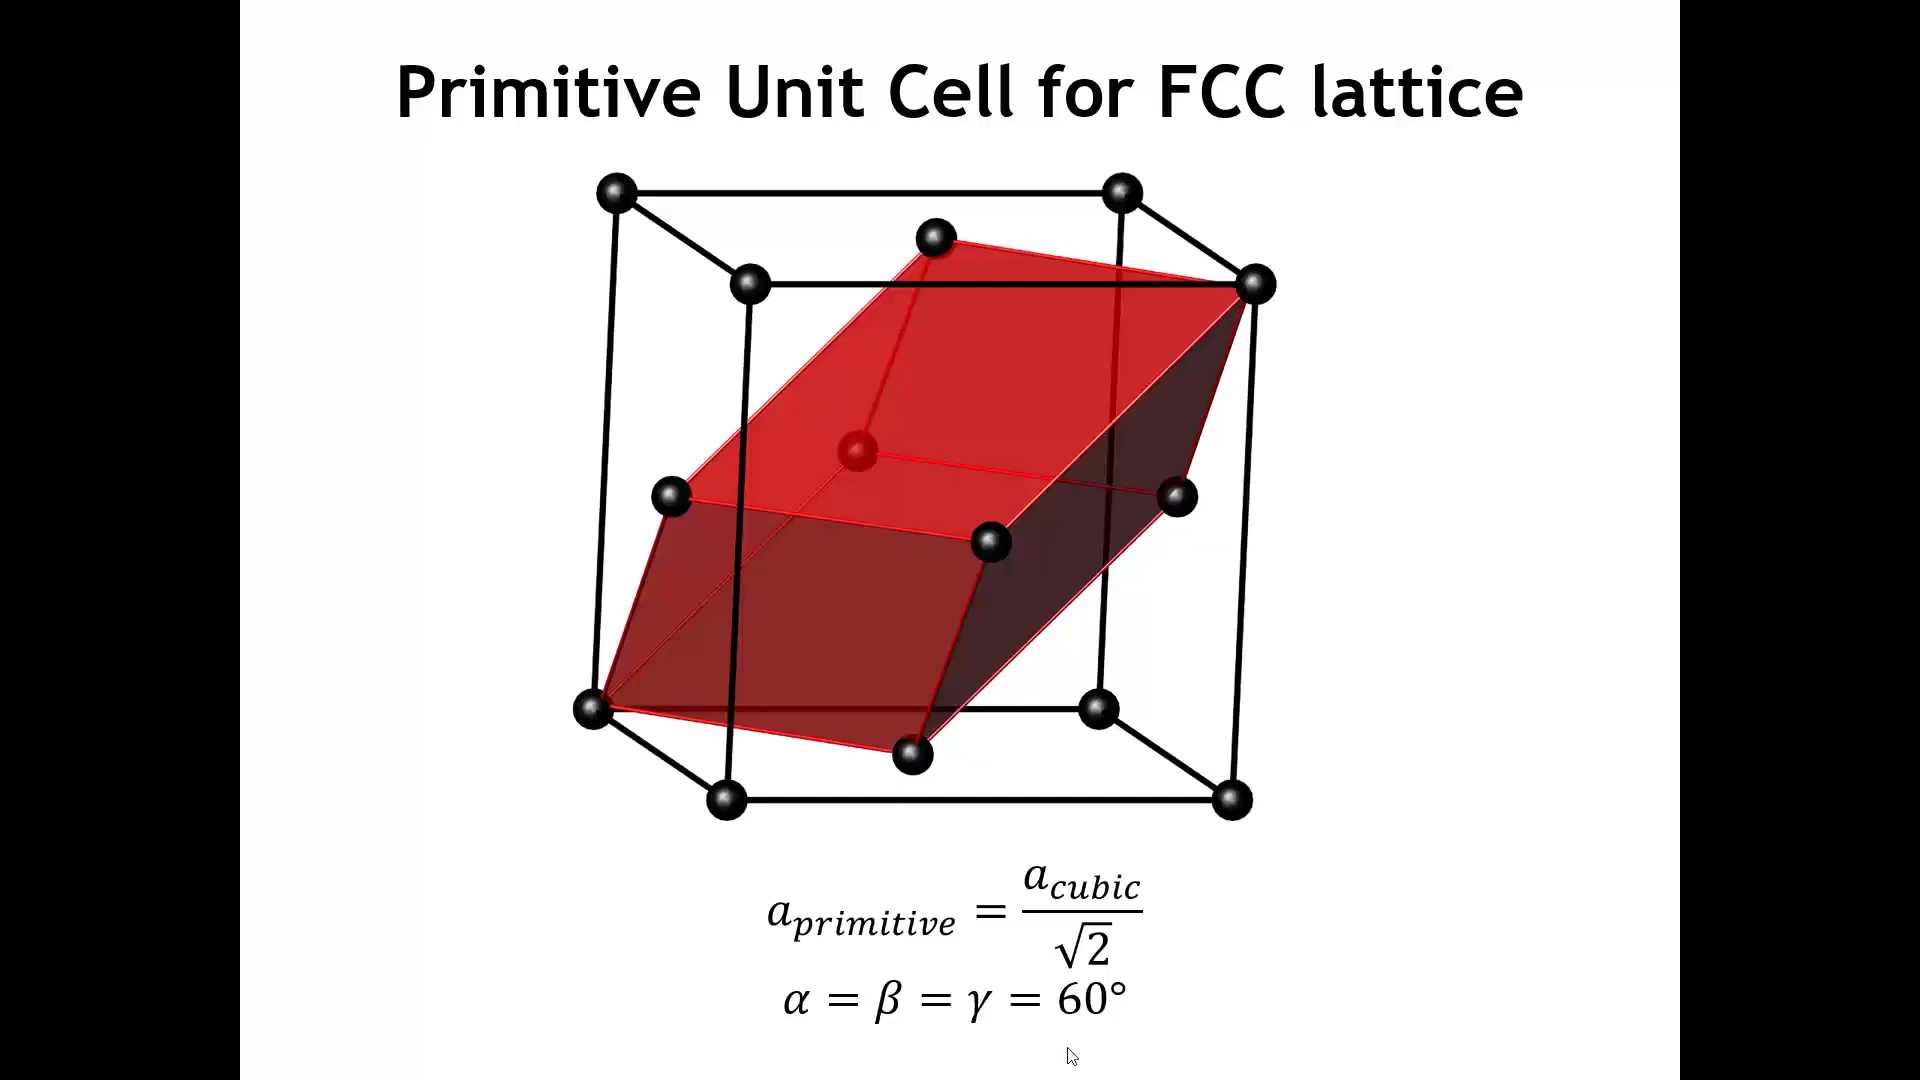 Primitive Unit Cell for FCC lattice
a_primitive = a_cubic / √2
α = β = γ = 60°